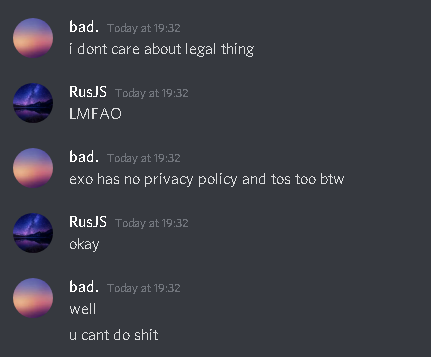 bad. Today at 19:32
i dont care about legal thing
RusJS Today at 19:32
LMFAO
bad. Today at 19:32
exo has no privacy policy and tos too btw
RusJS Today at 19:32
okay
bad. Today at 19:32
well
u cant do shit